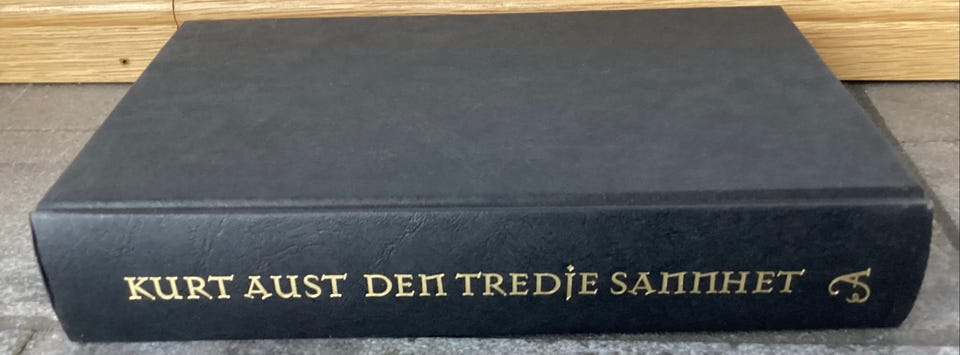 KURT AUST DEN TREDJE SANNHET